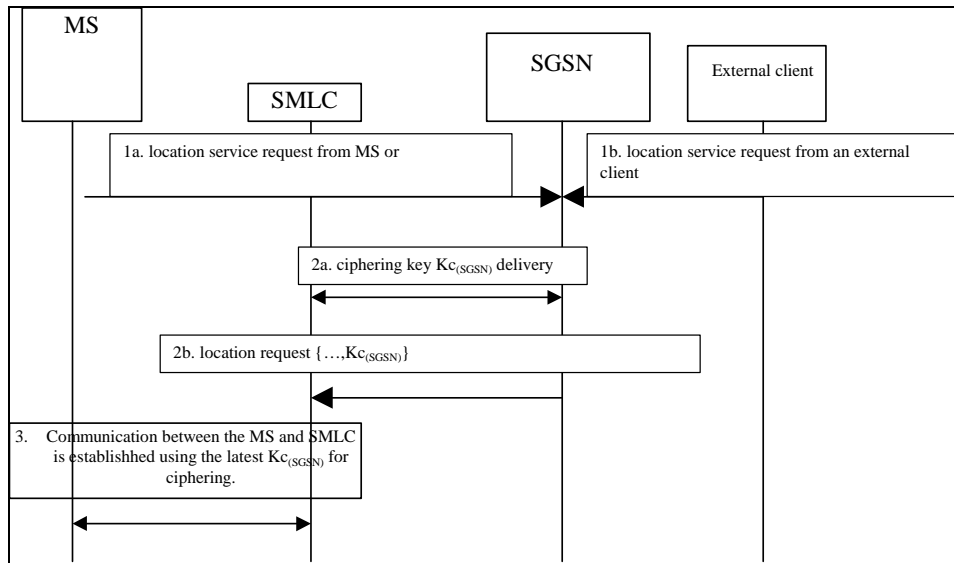 MS
SMLC
SGSN
External client
1a. location service request from MS or
1b. location service request from an external
client
2a. ciphering key Kc(SGSN) delivery
2b. location request {…,Kc(SGSN)}
3. Communication between the MS and SMLC
is establishhed using the latest Kc(SGSN) for
ciphering.